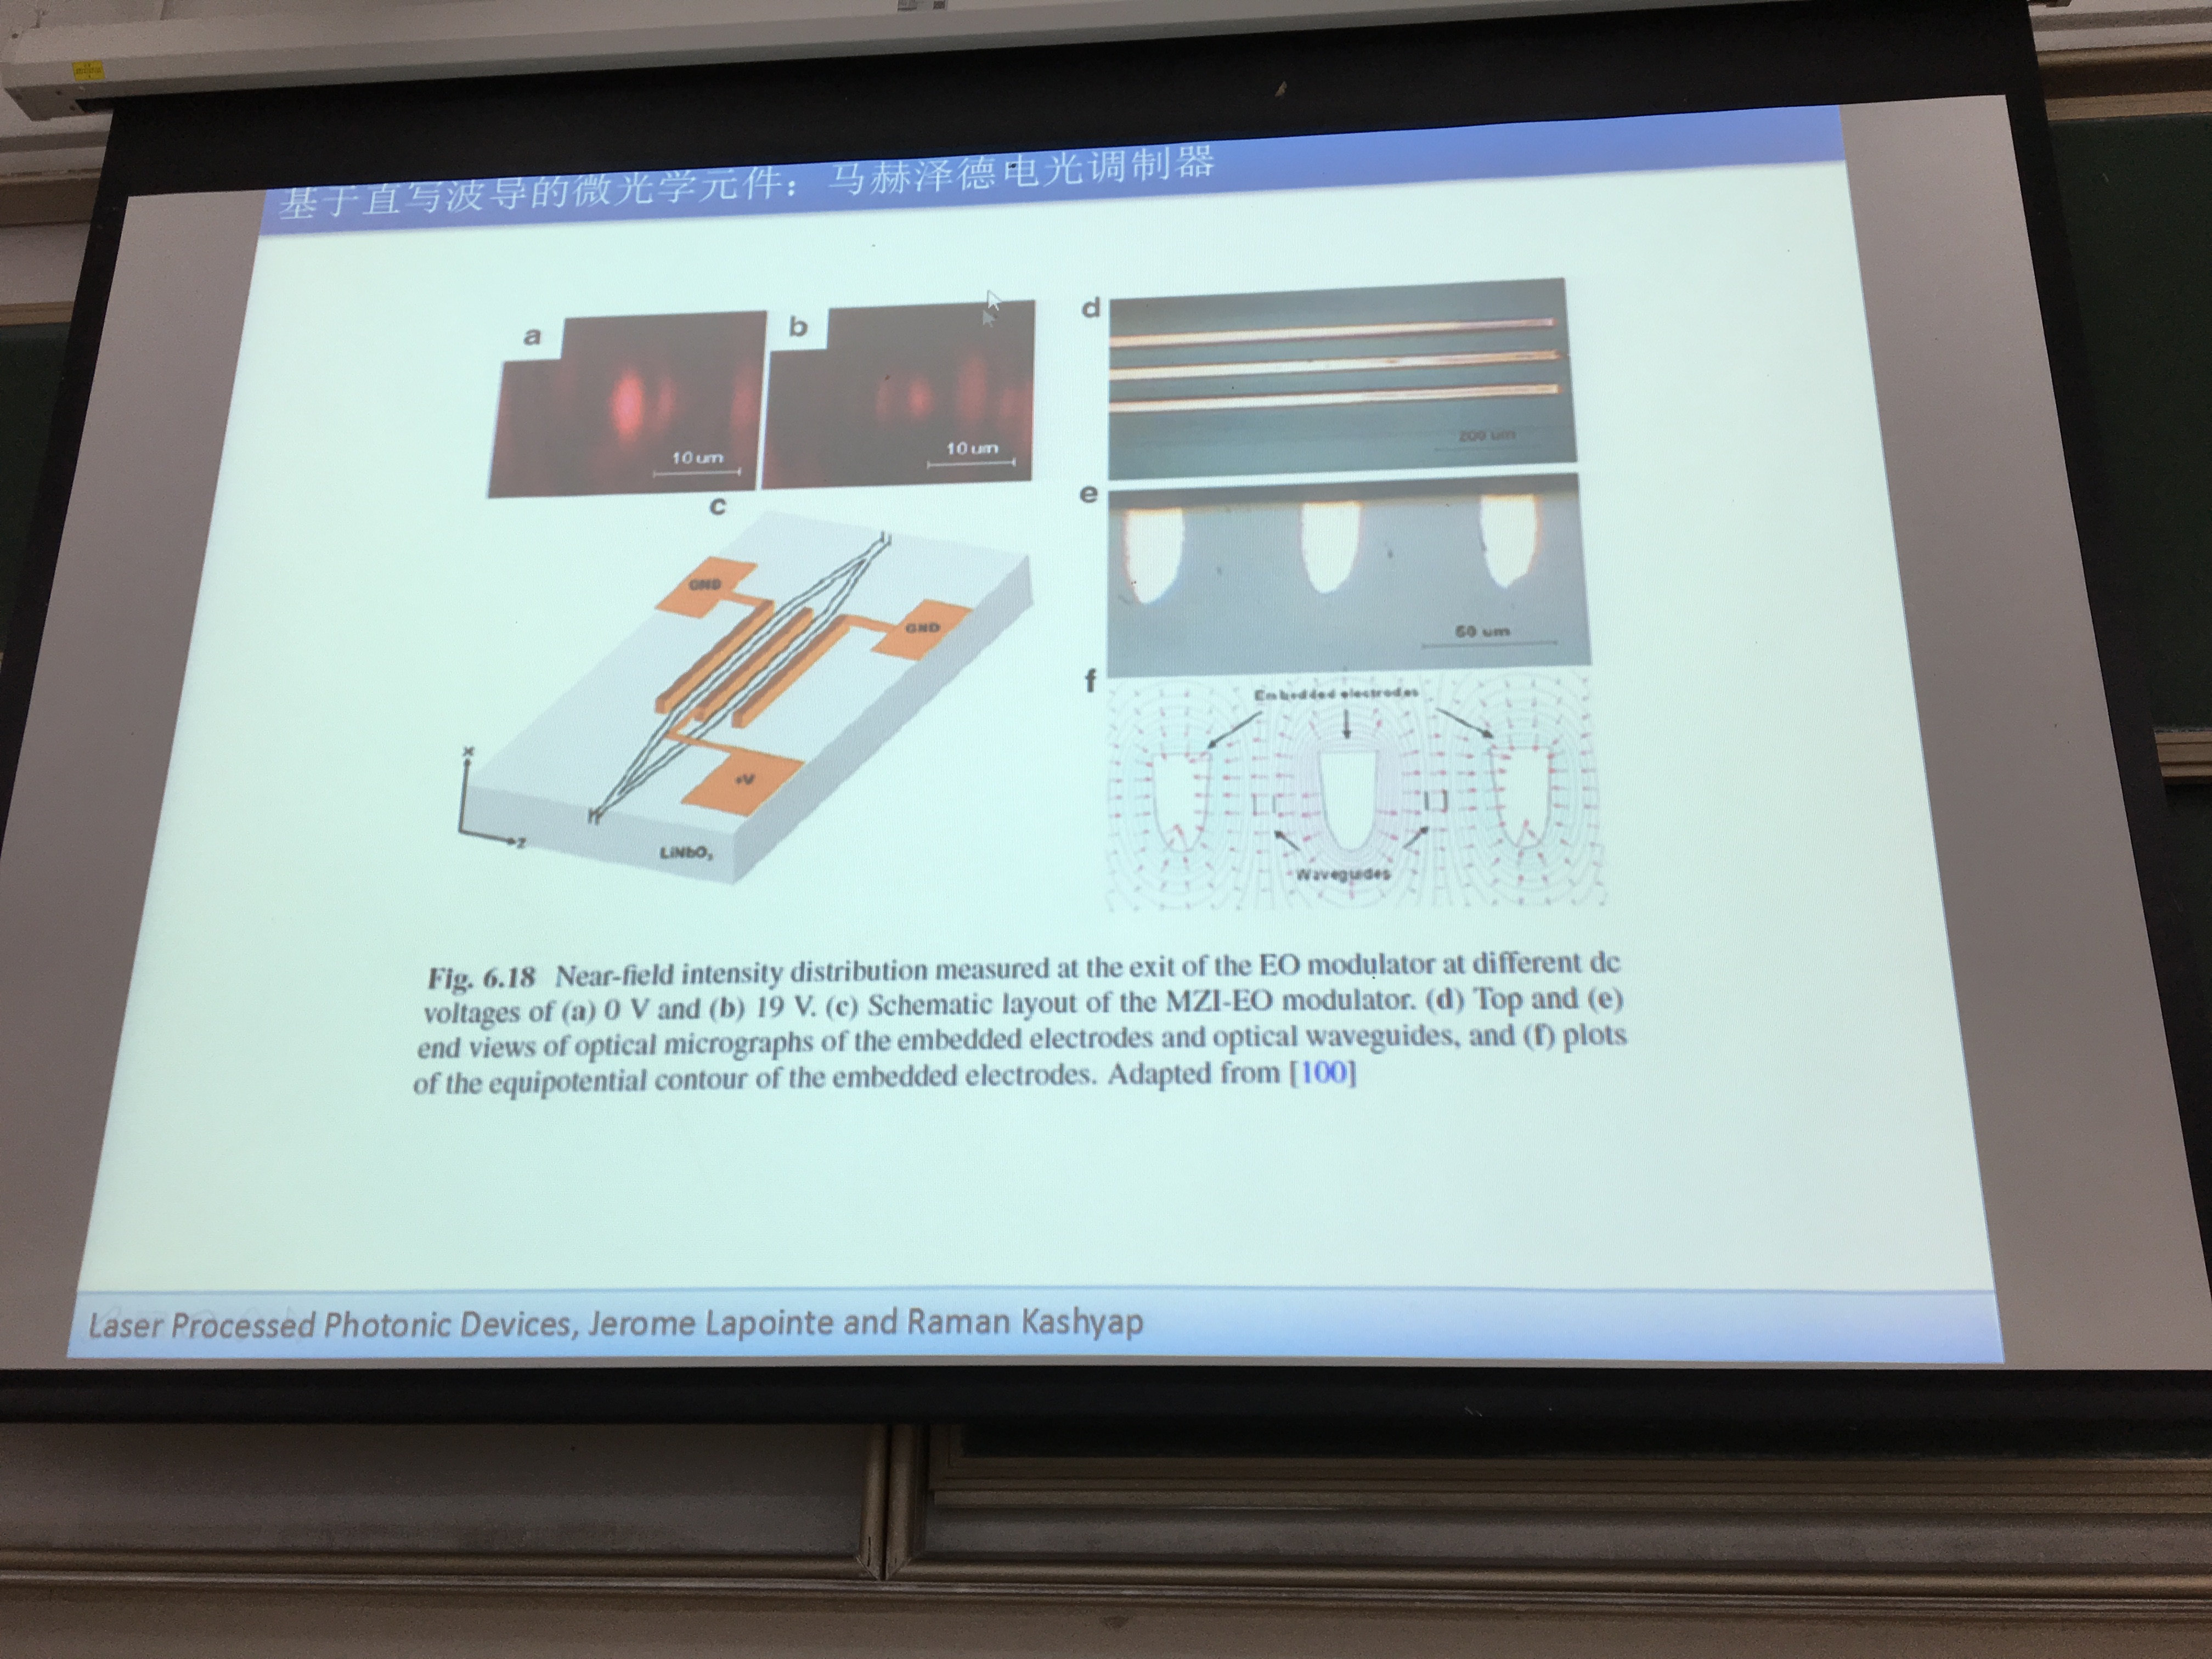 基于直写波导的微光学元件：马赫泽德电光调制器
a
b
10 um
10 um
c
GND
GND
+V
x
z
LiNbO₃
d
200 um
e
50 um
f
Embedded electrodes
Waveguides
Fig. 6.18 Near-field intensity distribution measured at the exit of the EO modulator at different dc
voltages of (a) 0 V and (b) 19 V. (c) Schematic layout of the MZI-EO modulator. (d) Top and (e)
end views of optical micrographs of the embedded electrodes and optical waveguides, and (f) plots
of the equipotential contour of the embedded electrodes. Adapted from [100]
Laser Processed Photonic Devices, Jerome Lapointe and Raman Kashyap